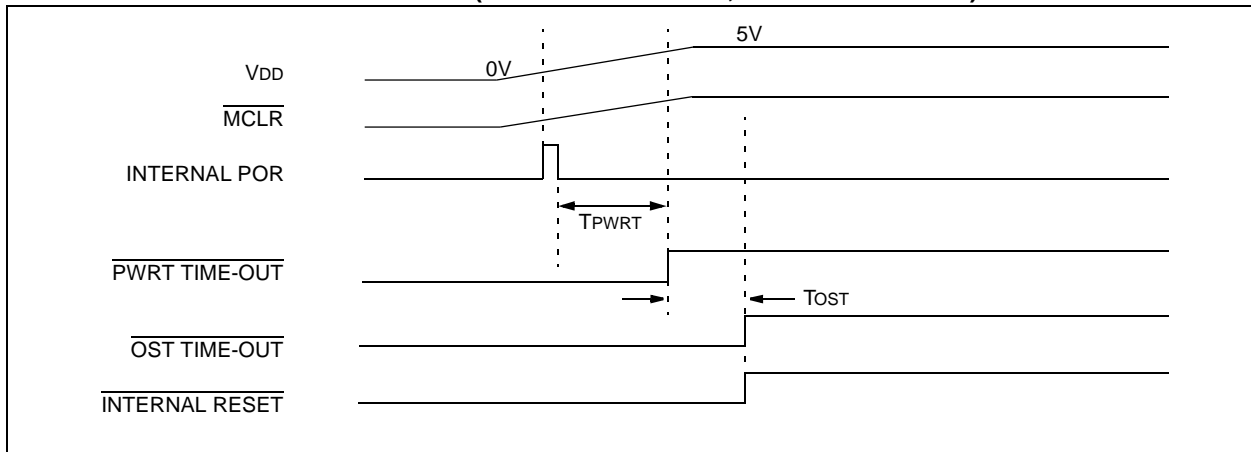 5V
VDD
0V
MCLR
INTERNAL POR
TPWRT
PWRT TIME-OUT
TOST
OST TIME-OUT
INTERNAL RESET